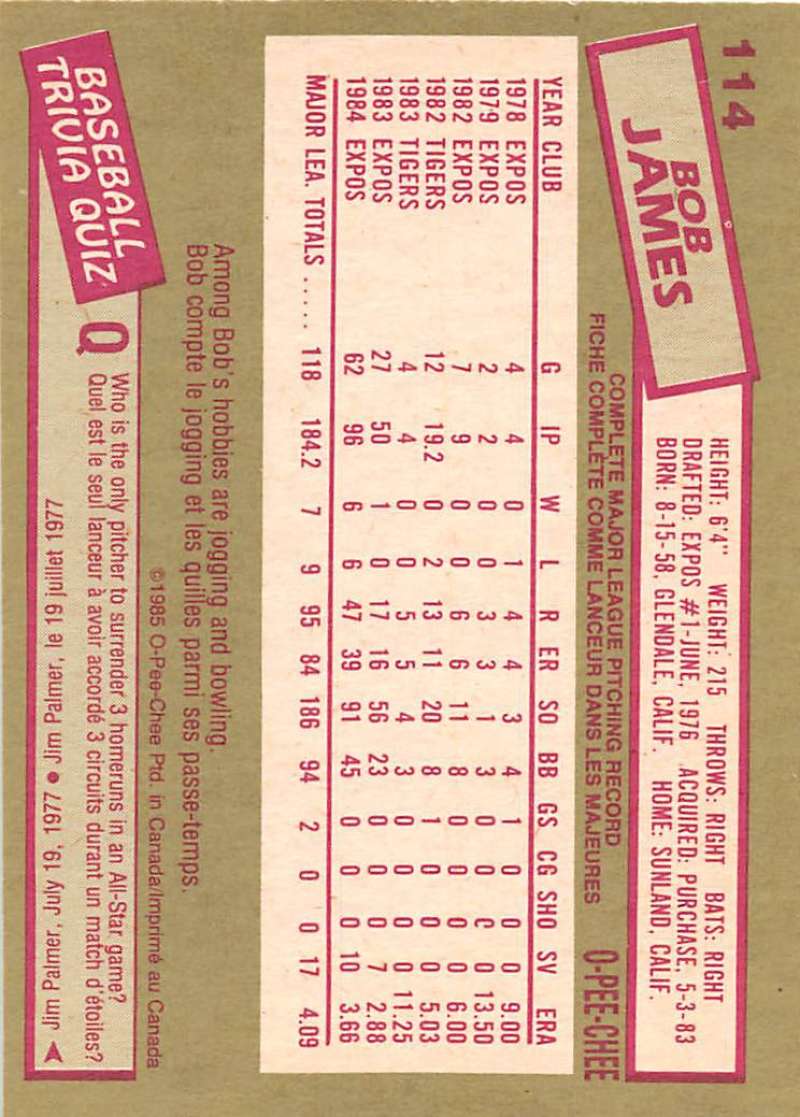 114
BOB
JAMES
HEIGHT: 6'4" WEIGHT: 215 THROWS: RIGHT BATS: RIGHT
DRAFTED: EXPOS #1-JUNE, 1976 ACQUIRED: PURCHASE, 5-3-83
BORN: 8-15-58, GLENDALE, CALIF. HOME: SUNLAND, CALIF.
COMPLETE MAJOR LEAGUE PITCHING RECORD
FICHE COMPLÈTE COMME LANCEUR DANS LES MAJEURES
O-PEE-CHEE
YEAR CLUB G IP W L R ER SO BB GS CG SHO SV ERA
1978 EXPOS 4 4 0 1 4 4 3 4 1 0 0 0 9.00
1979 EXPOS 2 2 0 0 3 3 1 3 0 0 0 0 13.50
1982 EXPOS 7 9 0 0 6 6 11 8 0 0 0 0 6.00
1982 TIGERS 12 19.2 0 2 13 11 20 8 1 0 0 0 5.03
1983 TIGERS 4 4 0 0 5 5 4 3 0 0 0 0 11.25
1983 EXPOS 27 50 1 0 17 16 56 23 0 0 0 7 2.88
1984 EXPOS 62 96 6 6 47 39 91 45 0 0 0 10 3.66
MAJOR LEA. TOTALS ..... 118 184.2 7 9 95 84 186 94 2 0 0 17 4.09
Among Bob's hobbies are jogging and bowling.
Bob compte le jogging et les quilles parmi ses passe-temps.
©1985 O-Pee-Chee Ptd. in Canada/Imprimé au Canada
BASEBALL
TRIVIA QUIZ
Q Who is the only pitcher to surrender 3 homeruns in an All-Star game?
Quel est le seul lanceur à avoir accordé 3 circuits durant un match d'étoiles?
Jim Palmer, July 19, 1977 • Jim Palmer, le 19 juillet 1977